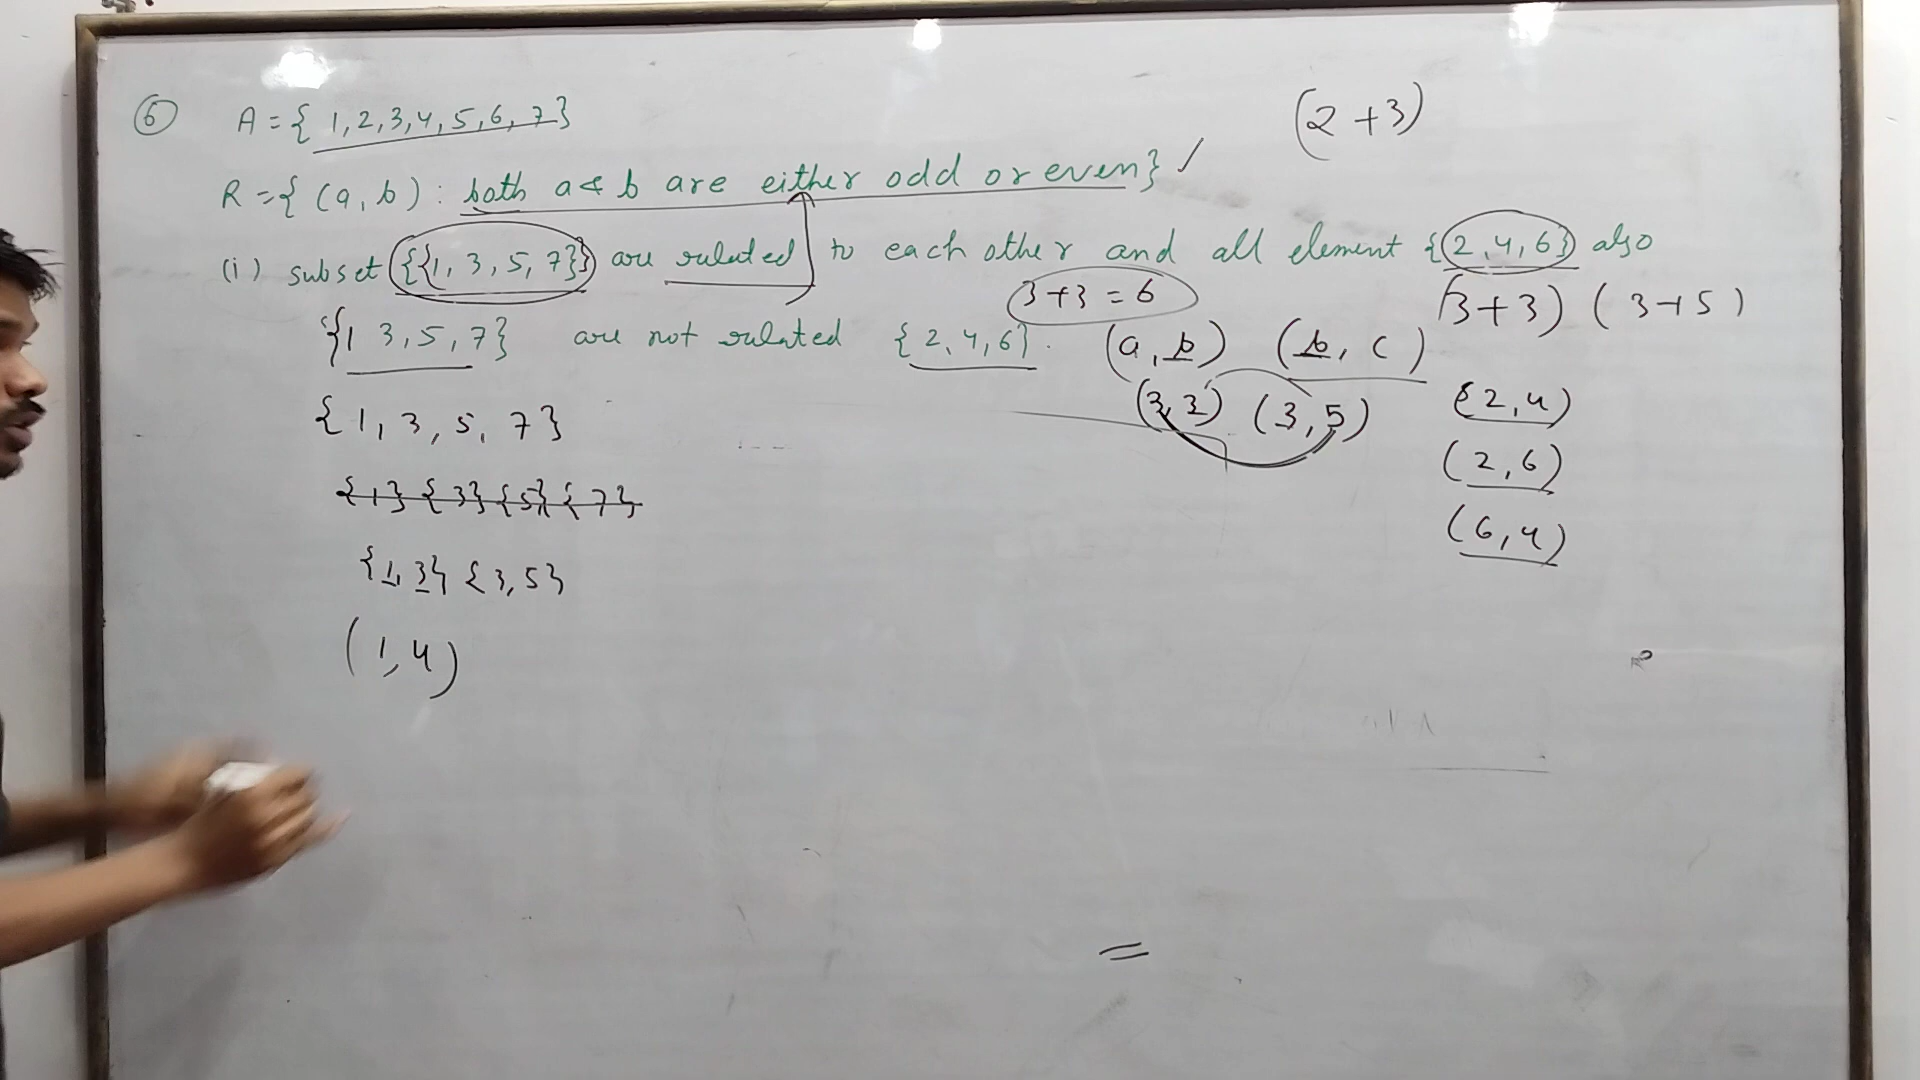 6 A = { 1, 2, 3, 4, 5, 6, 7 }
(2 + 3)
R = { (a, b) : both a & b are either odd or even }
(i) subset {{1, 3, 5, 7}} are related to each other and all element {2, 4, 6} also
3 + 3 = 6
(3 + 3) ( 3 + 5 )
{1 3, 5, 7} are not related { 2, 4, 6}.
(a, b) (b, c)
{ 1, 3, 5, 7 }
(3, 3) (3, 5)
{2, 4)
(2, 6)
{1} {3} {5} {7}
(6, 4)
{1, 3} {3, 5}
(1, 4)
=